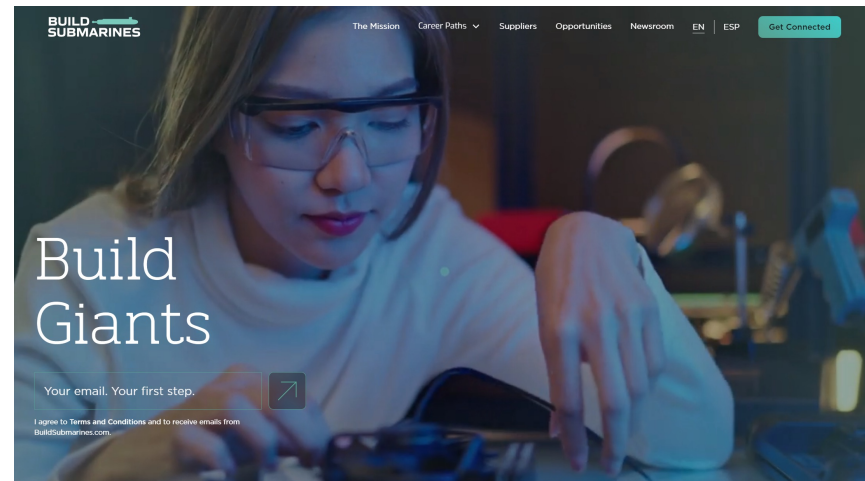 BUILD
SUBMARINES
The Mission
Career Paths
Suppliers
Opportunities
Newsroom
EN
ESP
Get Connected
Build
Giants
Your email. Your first step.
I agree to Terms and Conditions and to receive emails from
BuildSubmarines.com.